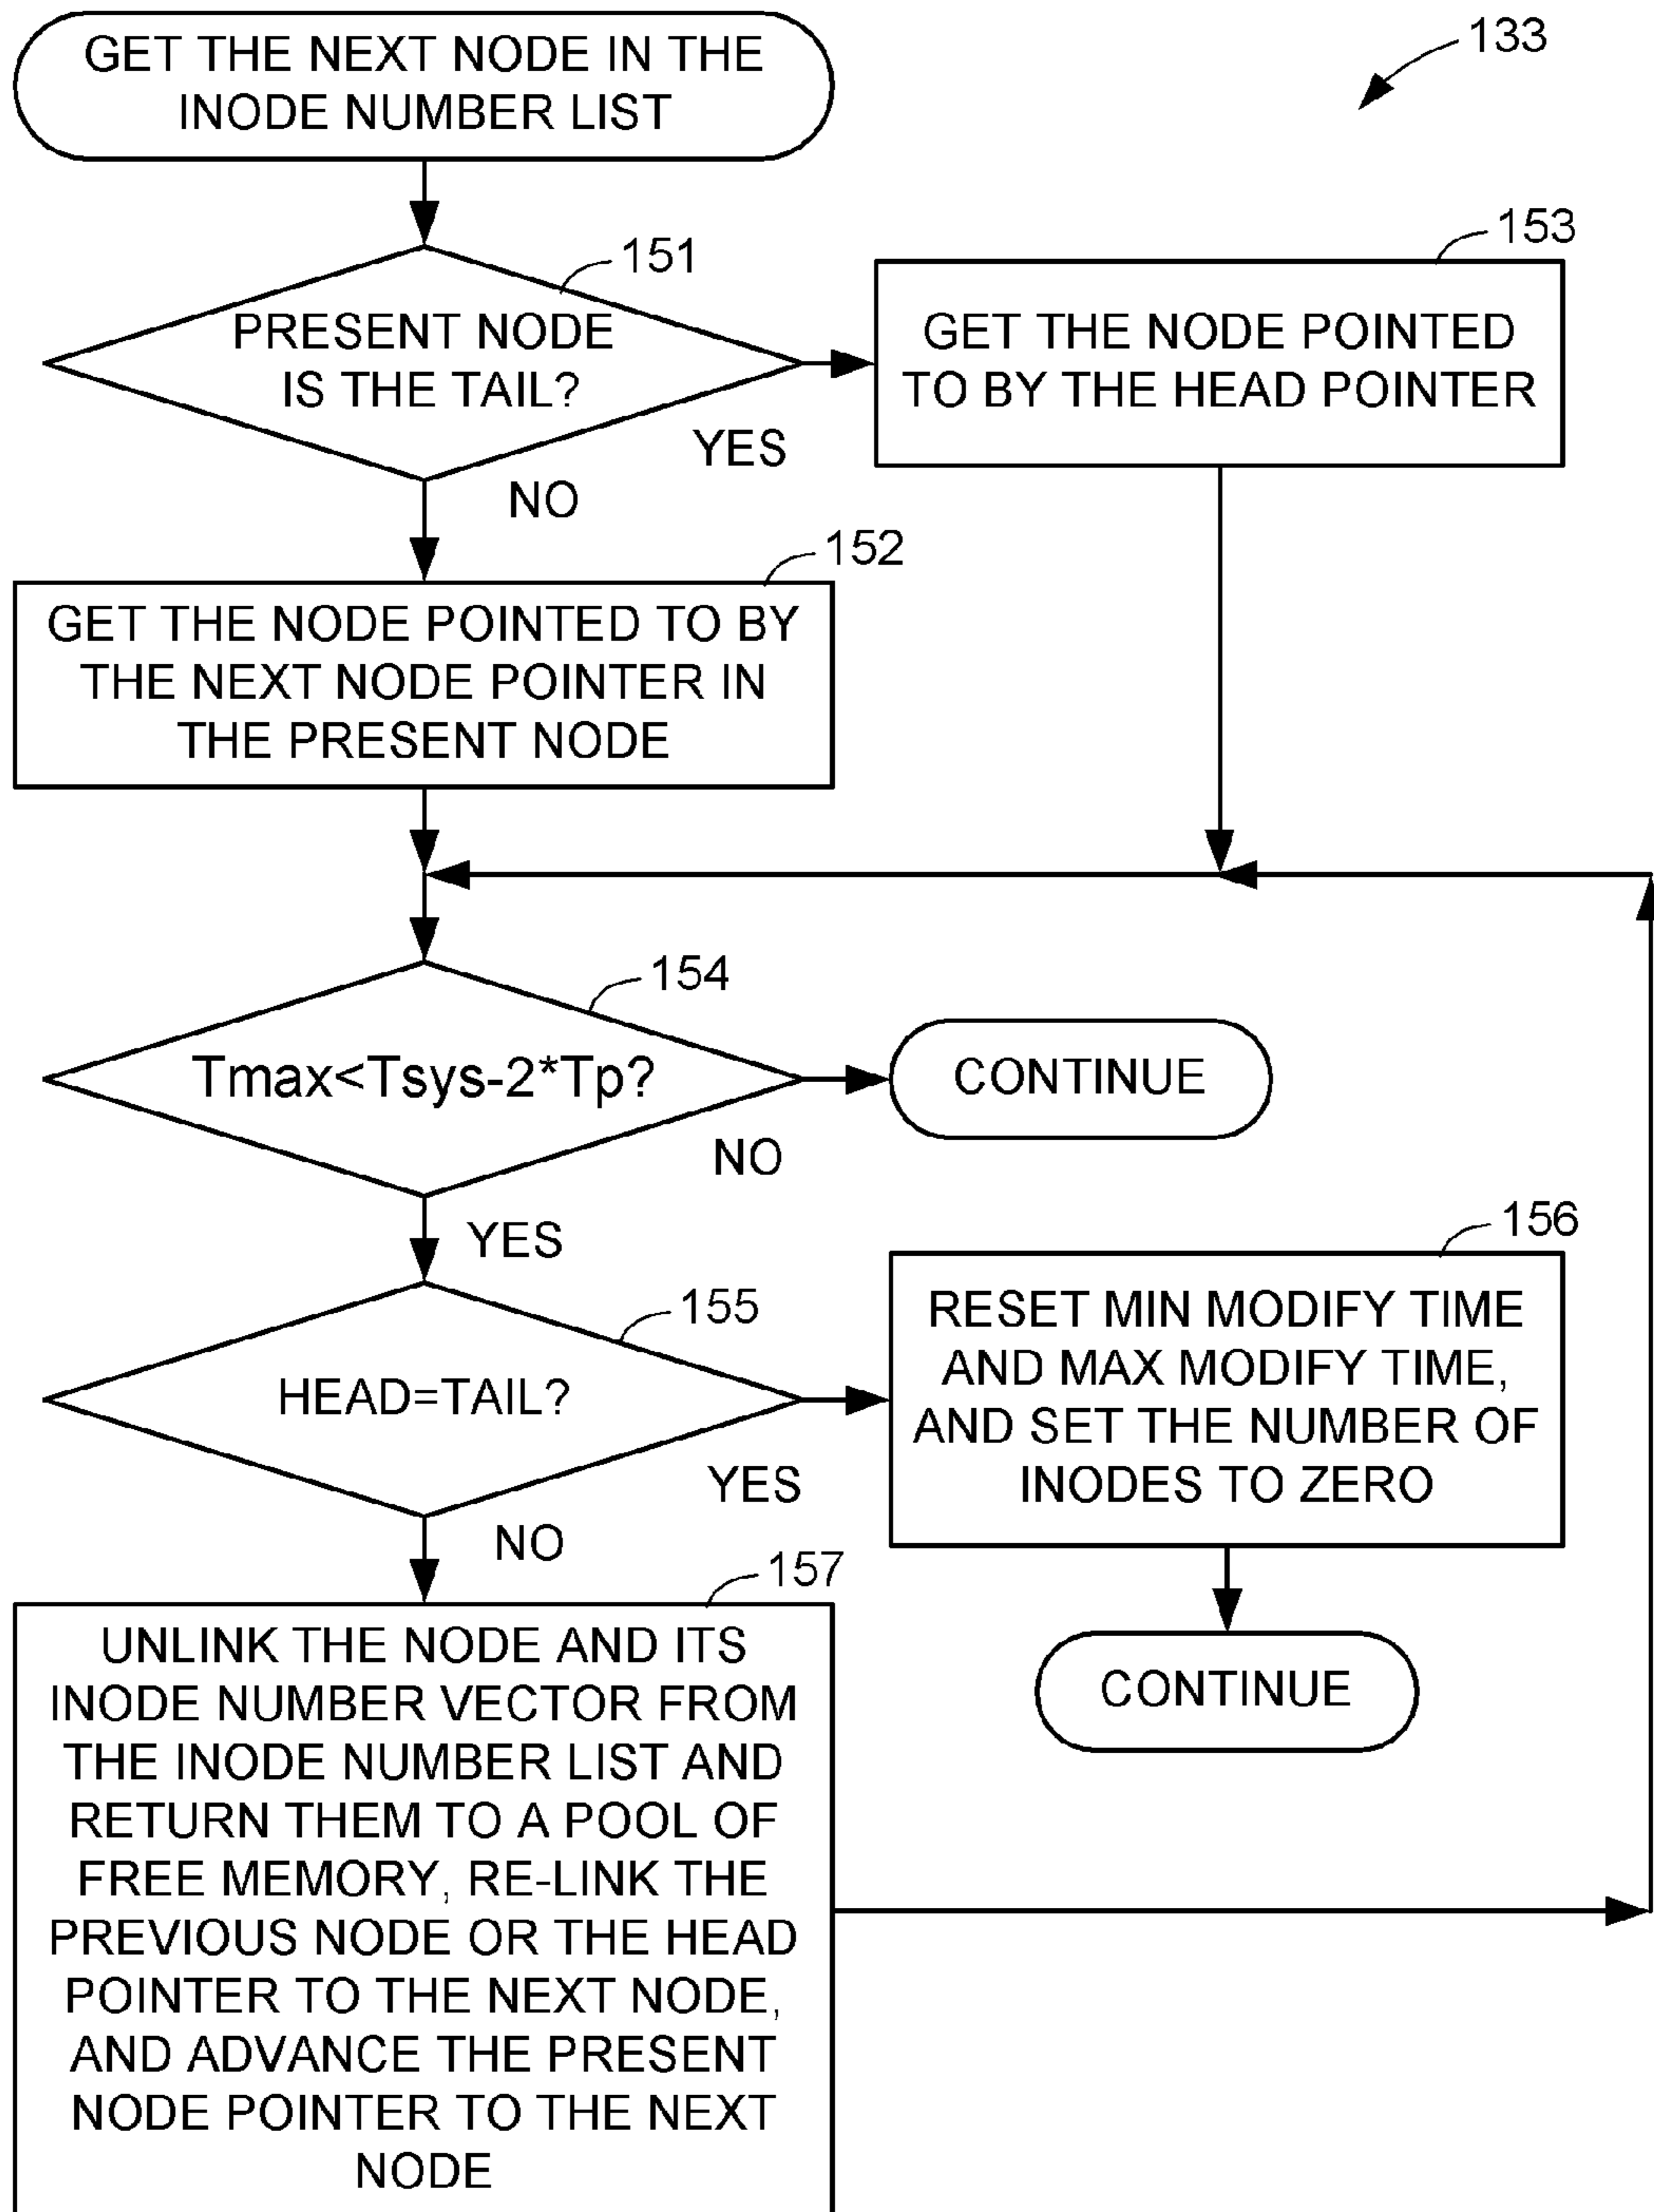 GET THE NEXT NODE IN THE
INODE NUMBER LIST
133
151
PRESENT NODE
IS THE TAIL?
YES
NO
153
GET THE NODE POINTED
TO BY THE HEAD POINTER
152
GET THE NODE POINTED TO BY
THE NEXT NODE POINTER IN
THE PRESENT NODE
154
Tmax<Tsys-2*Tp?
NO
CONTINUE
YES
155
HEAD=TAIL?
YES
NO
156
RESET MIN MODIFY TIME
AND MAX MODIFY TIME,
AND SET THE NUMBER OF
INODES TO ZERO
CONTINUE
157
UNLINK THE NODE AND ITS
INODE NUMBER VECTOR FROM
THE INODE NUMBER LIST AND
RETURN THEM TO A POOL OF
FREE MEMORY, RE-LINK THE
PREVIOUS NODE OR THE HEAD
POINTER TO THE NEXT NODE,
AND ADVANCE THE PRESENT
NODE POINTER TO THE NEXT
NODE